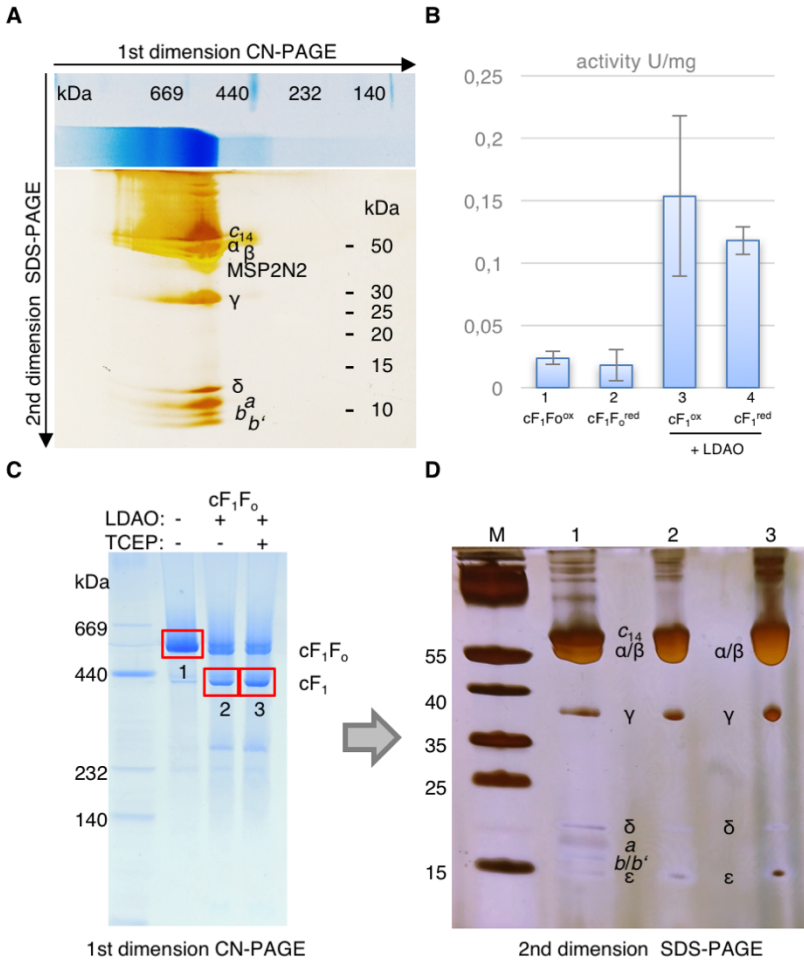 A
1st dimension CN-PAGE
kDa 669 440 232 140
2nd dimension SDS-PAGE
kDa
c14
α β
MSP2N2
γ
δ
a
b b‘
- 50
- 30
- 25
- 20
- 15
- 10
B
activity U/mg
0,25
0,2
0,15
0,1
0,05
0
1 2 3 4
cF1Foox cF1Fored cF1ox cF1red
+ LDAO
C
cF1Fo
LDAO: - + +
TCEP: - - +
kDa
669
440
232
140
cF1Fo
cF1
1
2 3
1st dimension CN-PAGE
D
M 1 2 3
55
40
35
25
15
c14
α/β α/β
γ γ
δ δ
a
b/b‘
ε ε
2nd dimension SDS-PAGE